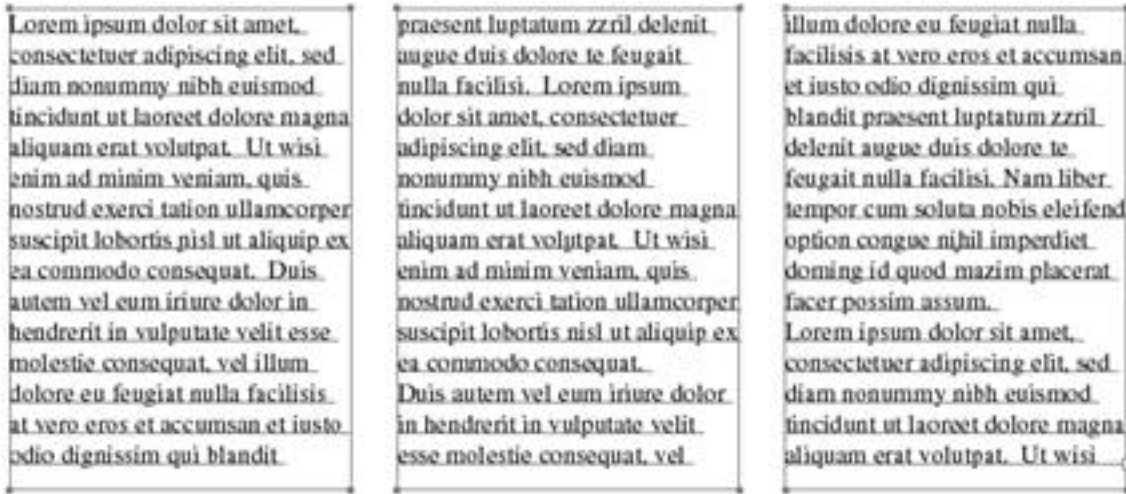 Lorem ipsum dolor sit amet,
consectetuer adipiscing elit, sed
diam nonummy nibh euismod
tincidunt ut laoreet dolore magna
aliquam erat volutpat.  Ut wisi
enim ad minim veniam, quis
nostrud exerci tation ullamcorper
suscipit lobortis nisl ut aliquip ex
ea commodo consequat.  Duis
autem vel eum iriure dolor in
hendrerit in vulputate velit esse
molestie consequat, vel illum
dolore eu feugiat nulla facilisis
at vero eros et accumsan et iusto
odio dignissim qui blandit
praesent luptatum zzril delenit
augue duis dolore te feugait
nulla facilisi.  Lorem ipsum
dolor sit amet, consectetuer
adipiscing elit, sed diam
nonummy nibh euismod
tincidunt ut laoreet dolore magna
aliquam erat volutpat.  Ut wisi
enim ad minim veniam, quis
nostrud exerci tation ullamcorper
suscipit lobortis nisl ut aliquip ex
ea commodo consequat.
Duis autem vel eum iriure dolor
in hendrerit in vulputate velit
esse molestie consequat, vel
illum dolore eu feugiat nulla
facilisis at vero eros et accumsan
et iusto odio dignissim qui
blandit praesent luptatum zzril
delenit augue duis dolore te
feugait nulla facilisi. Nam liber
tempor cum soluta nobis eleifend
option congue nihil imperdiet
doming id quod mazim placerat
facer possim assum.
Lorem ipsum dolor sit amet,
consectetuer adipiscing elit, sed
diam nonummy nibh euismod
tincidunt ut laoreet dolore magna
aliquam erat volutpat.  Ut wisi